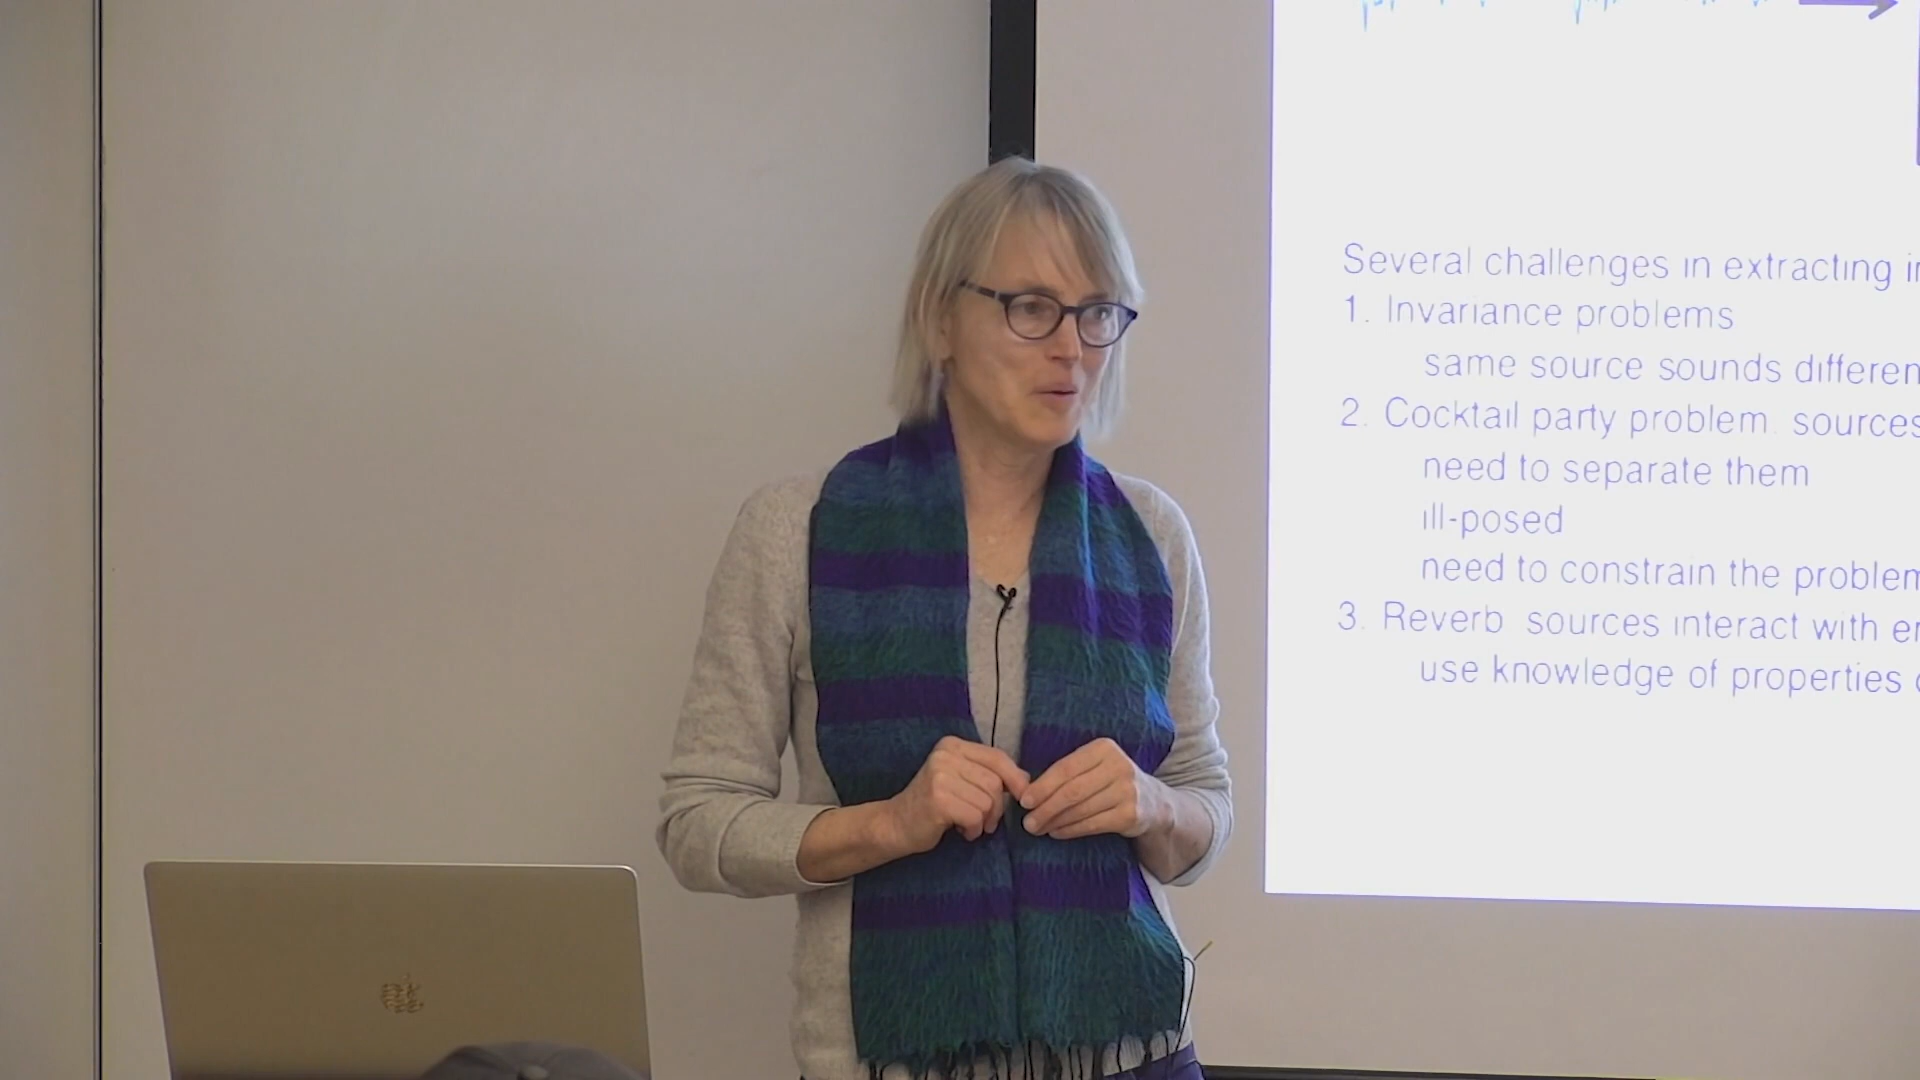 Several challenges in extracting
1. Invariance problems
same source sounds
2. Cocktail party problem sources
need to separate them
ill-posed
need to constrain the problem
3. Reverb sources interact with
use knowledge of properties